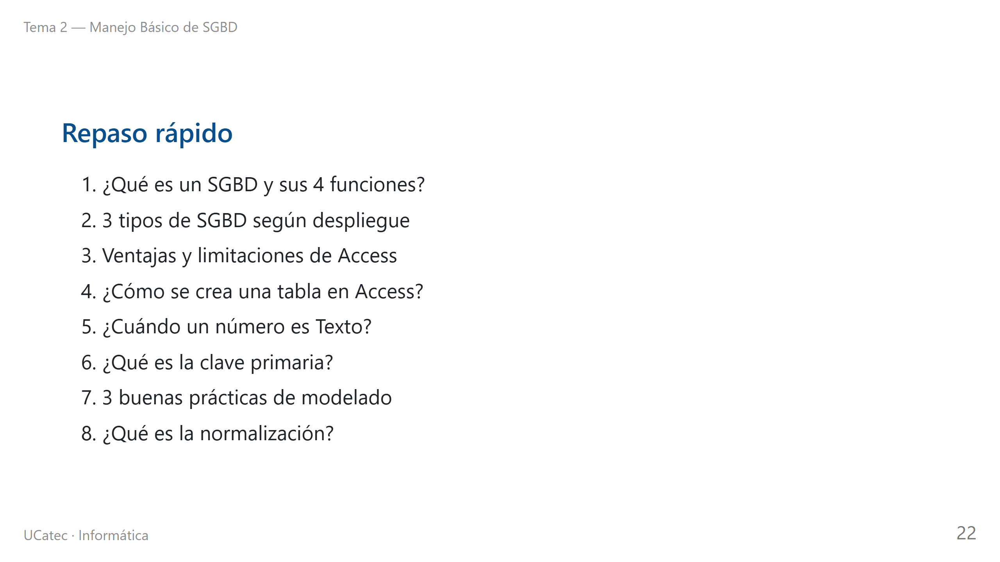 Tema 2 — Manejo Básico de SGBD
Repaso rápido
1. ¿Qué es un SGBD y sus 4 funciones?
2. 3 tipos de SGBD según despliegue
3. Ventajas y limitaciones de Access
4. ¿Cómo se crea una tabla en Access?
5. ¿Cuándo un número es Texto?
6. ¿Qué es la clave primaria?
7. 3 buenas prácticas de modelado
8. ¿Qué es la normalización?
UCatec · Informática
22